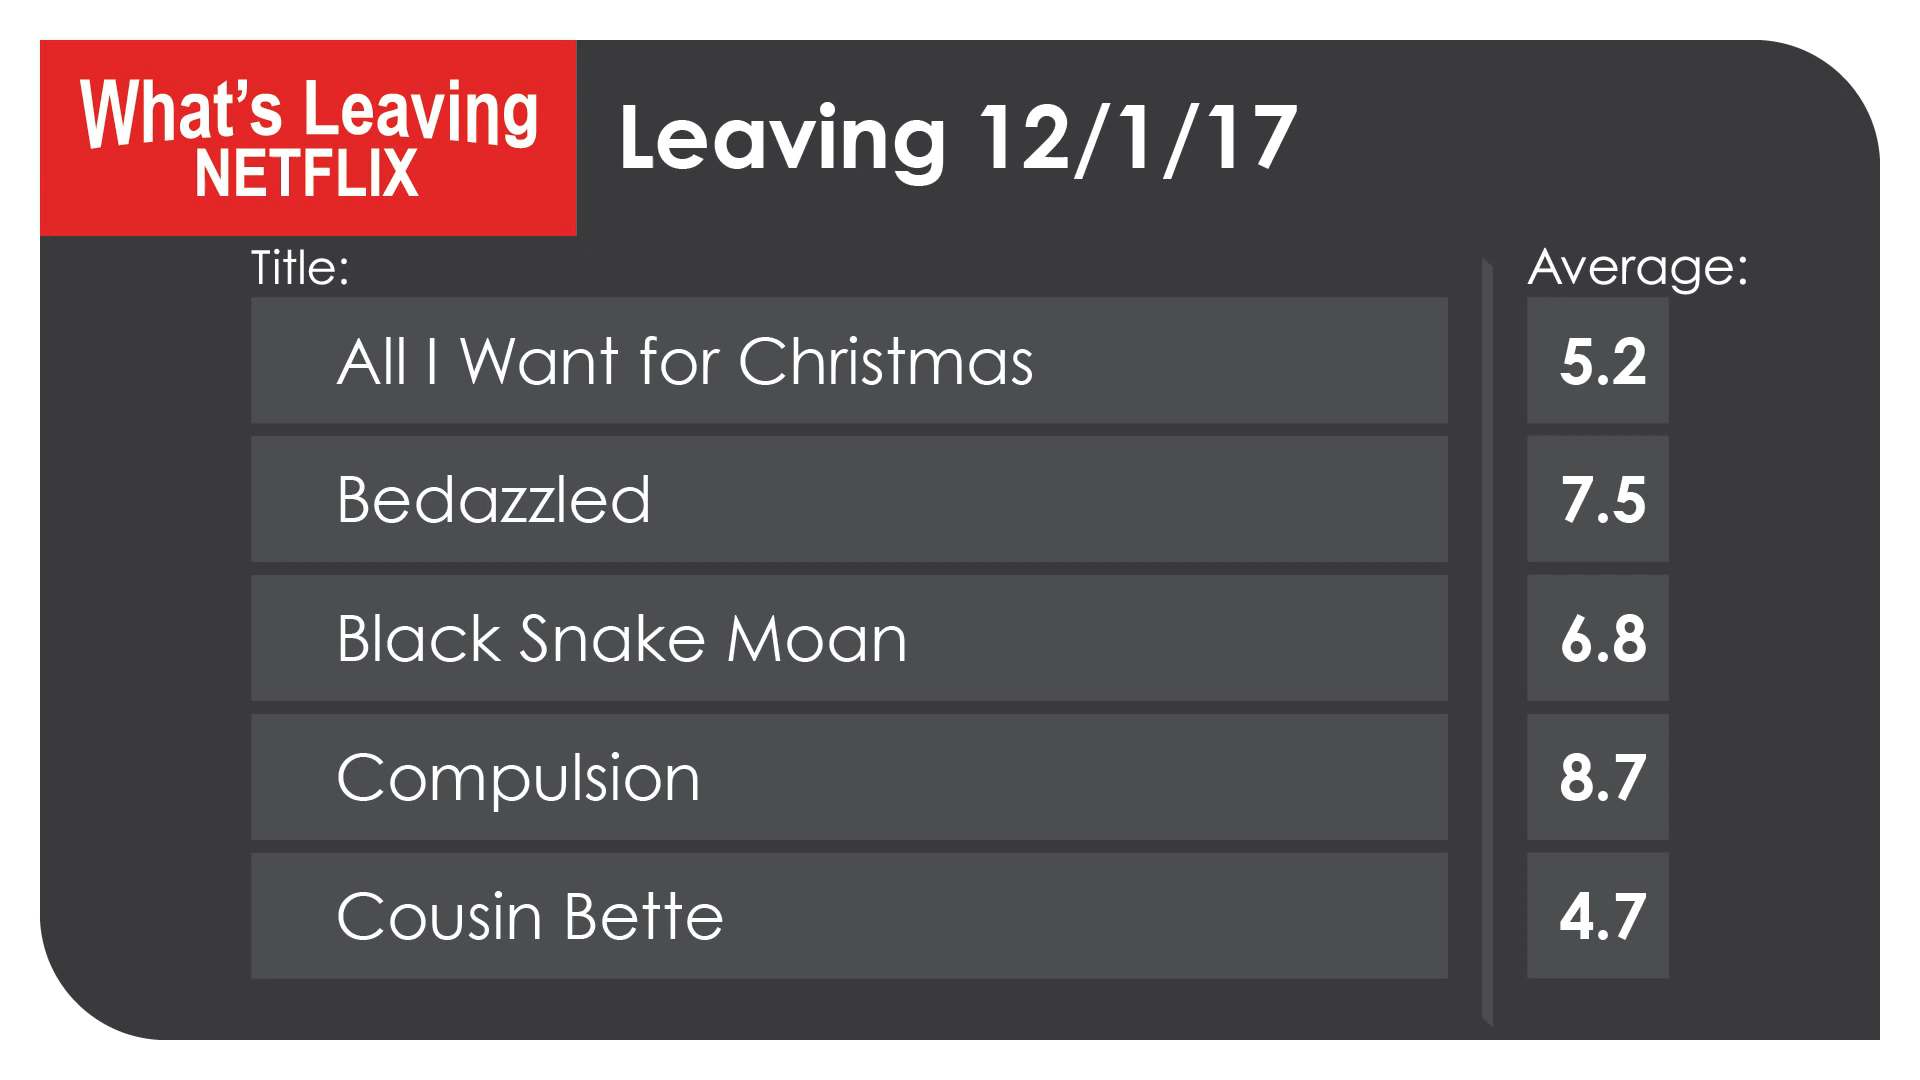 What's Leaving
NETFLIX
Leaving 12/1/17
Title:
Average:
All I Want for Christmas
5.2
Bedazzled
7.5
Black Snake Moan
6.8
Compulsion
8.7
Cousin Bette
4.7